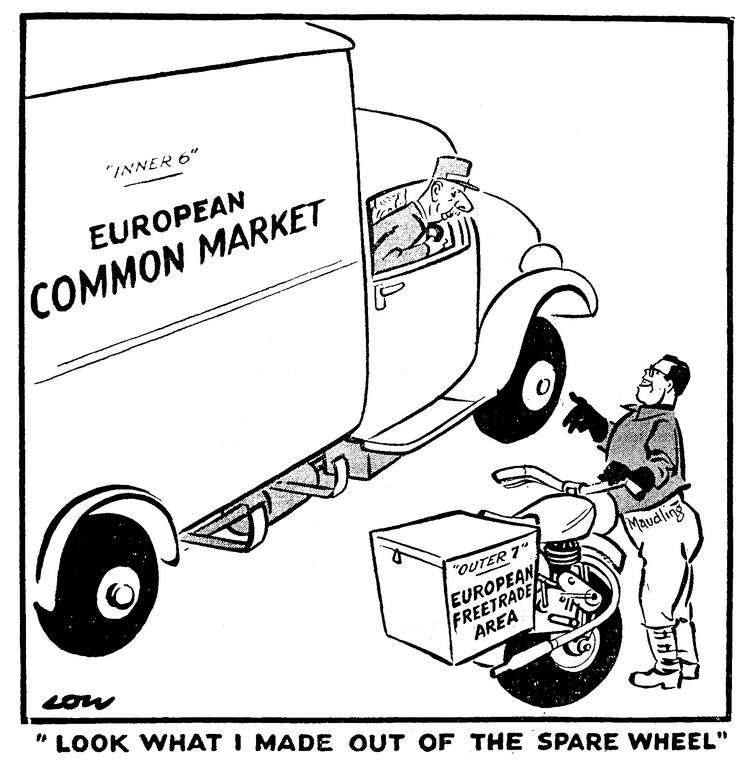 "INNER 6"
EUROPEAN
COMMON MARKET
Maudling
"OUTER 7"
EUROPEAN
FREETRADE
AREA
LOW
"LOOK WHAT I MADE OUT OF THE SPARE WHEEL"